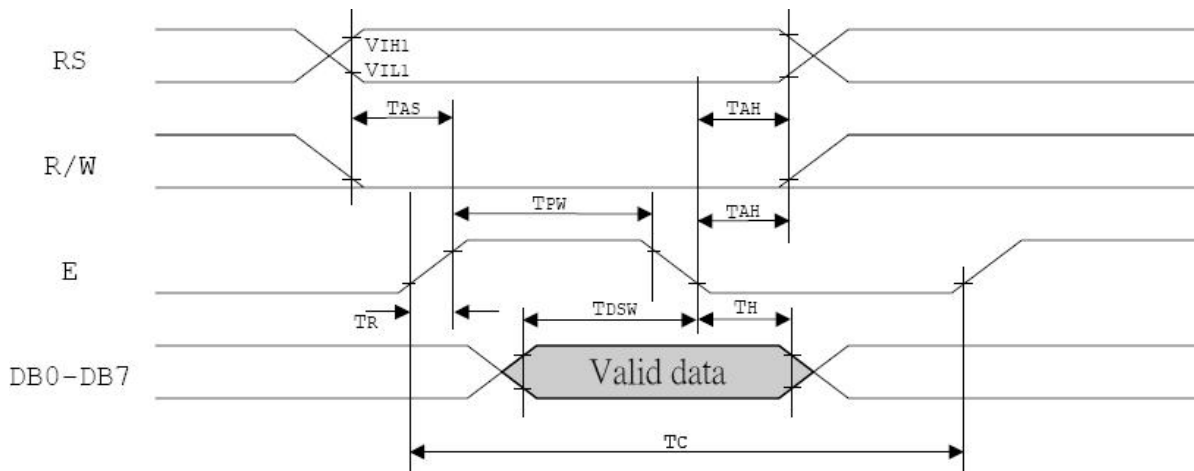 RS
VIH1
VIL1
TAS
TAH
R/W
TPW
TAH
E
TR
TDSW
TH
DB0-DB7
Valid data
TC